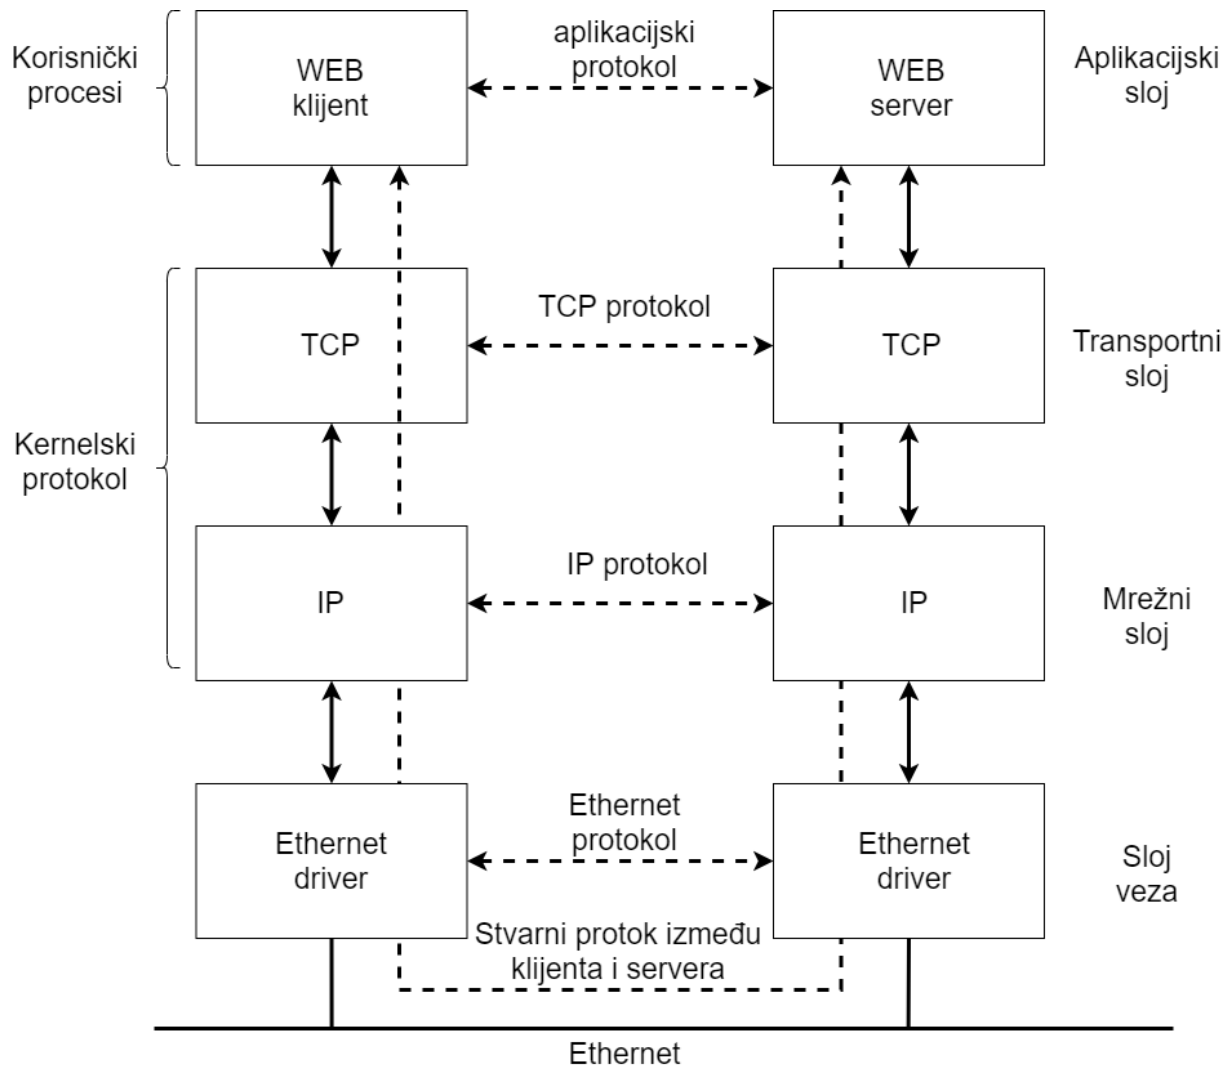 Korisnički
procesi
WEB
klijent
aplikacijski
protokol
WEB
server
Aplikacijski
sloj
TCP
TCP protokol
TCP
Transportni
sloj
Kernelski
protokol
IP
IP protokol
IP
Mrežni
sloj
Ethernet
driver
Ethernet
protokol
Ethernet
driver
Sloj
veza
Stvarni protok između
klijenta i servera
Ethernet